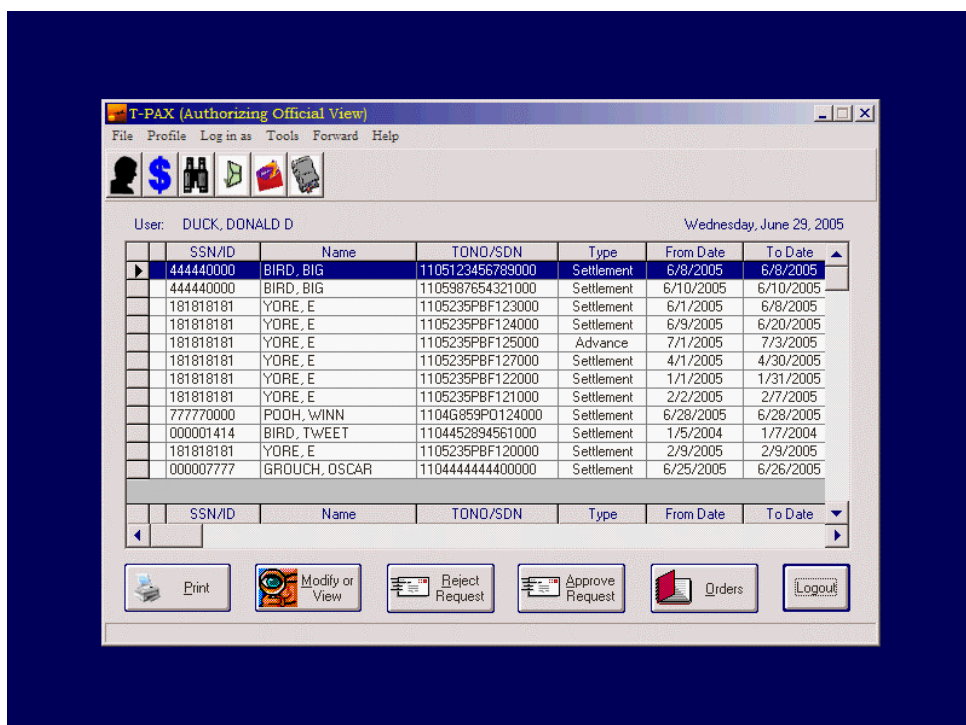 T-PAX (Authorizing Official View)
File Profile Log in as Tools Forward Help
User: DUCK, DONALD D Wednesday, June 29, 2005
SSN/ID Name TONO/SDN Type From Date To Date
444440000 BIRD, BIG 1105123456789000 Settlement 6/8/2005 6/8/2005
444440000 BIRD, BIG 1105987654321000 Settlement 6/10/2005 6/10/2005
181818181 YORE, E 1105235PBF123000 Settlement 6/1/2005 6/8/2005
181818181 YORE, E 1105235PBF124000 Settlement 6/9/2005 6/20/2005
181818181 YORE, E 1105235PBF125000 Advance 7/1/2005 7/3/2005
181818181 YORE, E 1105235PBF127000 Settlement 4/1/2005 4/30/2005
181818181 YORE, E 1105235PBF122000 Settlement 1/1/2005 1/31/2005
181818181 YORE, E 1105235PBF121000 Settlement 2/2/2005 2/7/2005
777770000 POOH, WINN 1104G859PO124000 Settlement 6/28/2005 6/28/2005
000001414 BIRD, TWEET 1104452894561000 Settlement 1/5/2004 1/7/2004
181818181 YORE, E 1105235PBF120000 Settlement 2/9/2005 2/9/2005
000007777 GROUCH, OSCAR 1104444444400000 Settlement 6/25/2005 6/26/2005
SSN/ID Name TONO/SDN Type From Date To Date
Print Modify or View Reject Request Approve Request Orders Logout